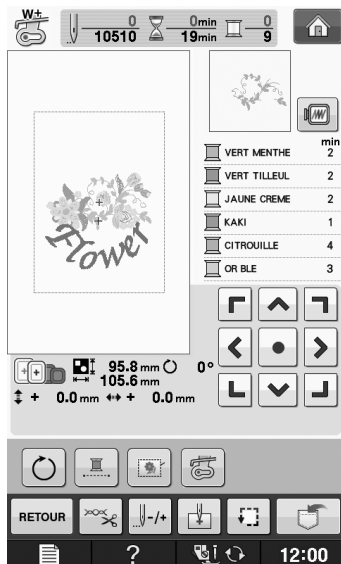 W+
0 0min 0
10510 19min 9
min
VERT MENTHE 2
VERT TILLEUL 2
JAUNE CREME 2
KAKI 1
CITROUILLE 4
OR BLE 3
Flower
95.8 mm 0°
105.6 mm
+ 0.0 mm + 0.0 mm
RETOUR -/+
? 12:00